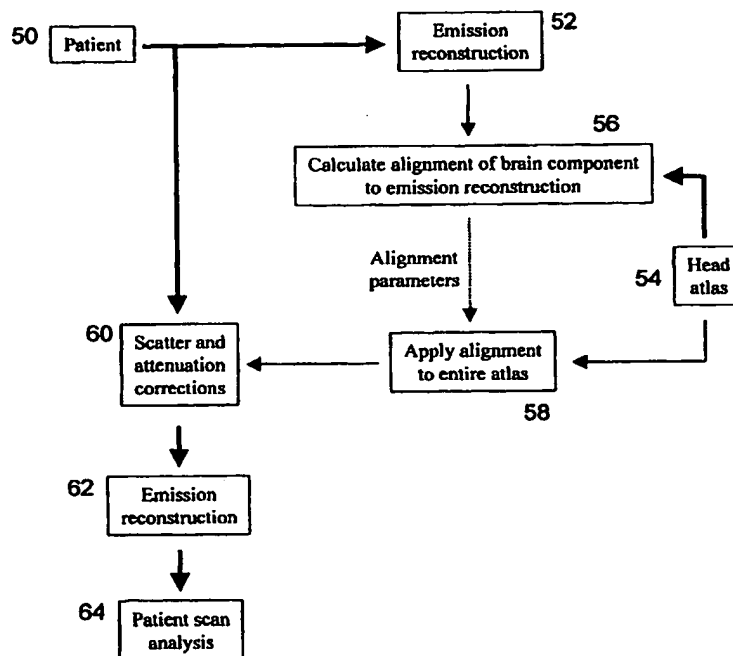 50
Patient
Emission
reconstruction
52
56
Calculate alignment of brain component
to emission reconstruction
Alignment
parameters
54
Head
atlas
60
Scatter and
attenuation
corrections
Apply alignment
to entire atlas
58
62
Emission
reconstruction
64
Patient scan
analysis